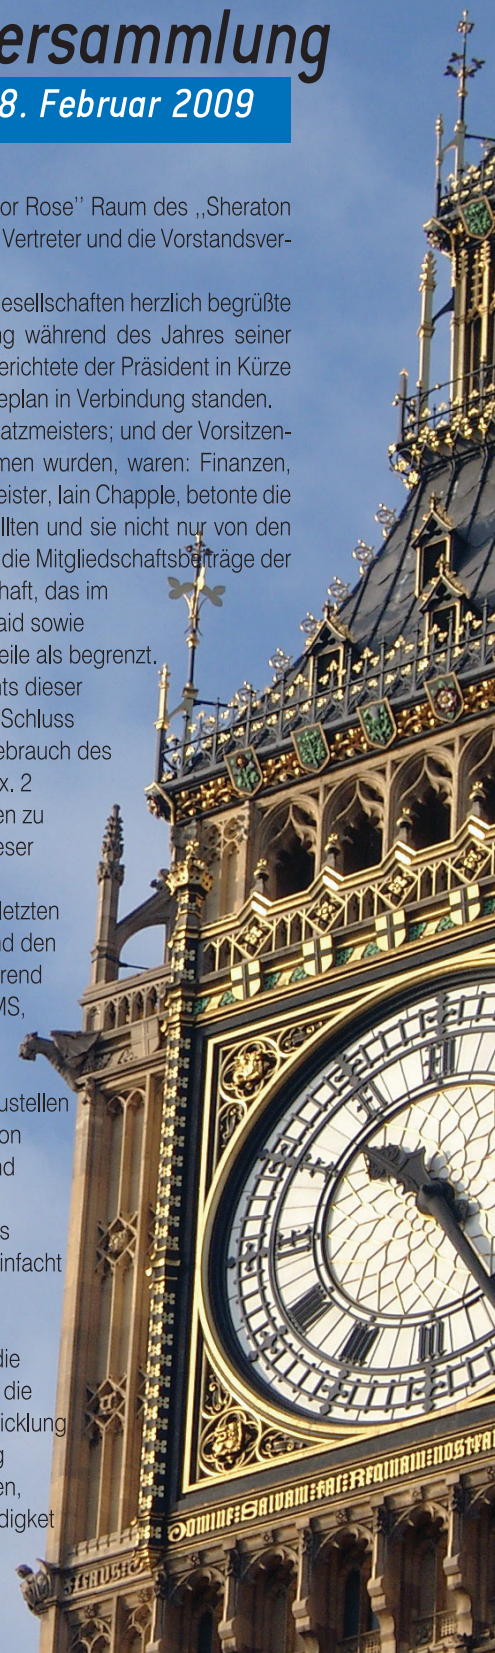 ersammlung
8. Februar 2009
or Rose'' Raum des ,,Sheraton
Vertreter und die Vorstandsver-
esellschaften herzlich begrüßte
g während des Jahres seiner
erichtete der Präsident in Kürze
eplan in Verbindung standen.
atzmeisters; und der Vorsitzen-
men wurden, waren: Finanzen,
eister, Iain Chapple, betonte die
llten und sie nicht nur von den
die Mitgliedschaftsbeiträge der
haft, das im
aid sowie
eile als begrenzt.
ts dieser
Schluss
ebrauch des
x. 2
en zu
eser
letzten
nd den
rend
MS,
ustellen
on
nd
s
infacht
die
die
icklung
g
en,
digket
DOMINE:SALVAM:FAC:REGINAM:NOSTRA